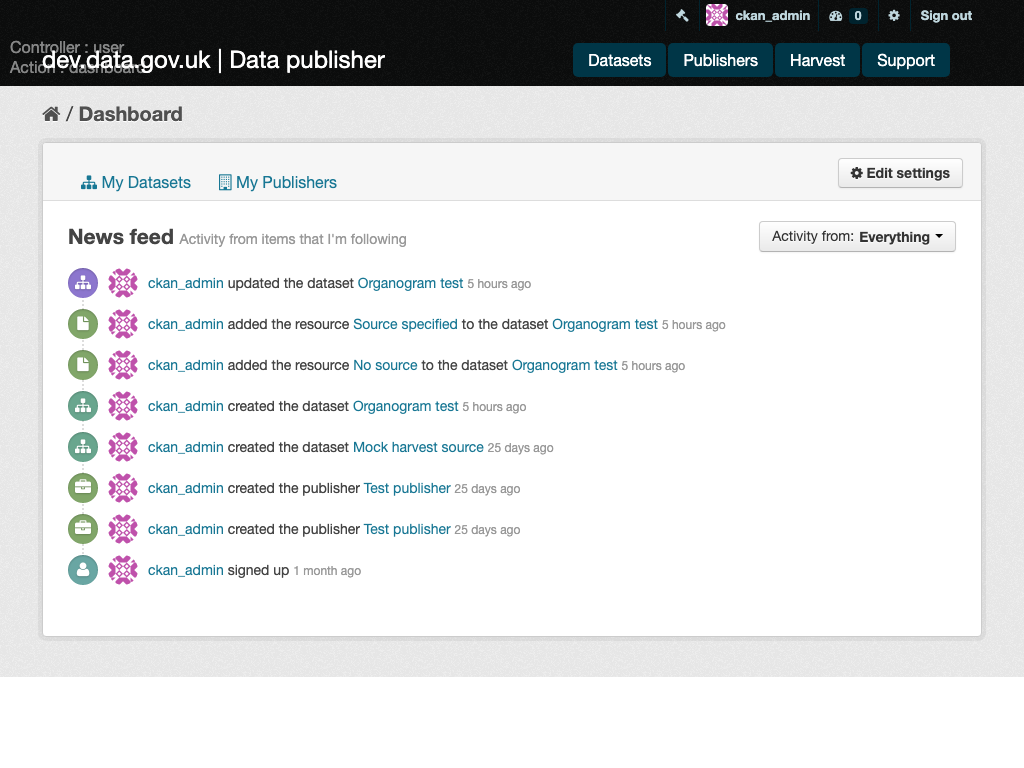 ckan_admin 0 Sign out
Controller : user
Action : dashboard
dev.data.gov.uk | Data publisher
Datasets Publishers Harvest Support
/ Dashboard
My Datasets My Publishers Edit settings
News feed Activity from items that I'm following Activity from: Everything
ckan_admin updated the dataset Organogram test 5 hours ago
ckan_admin added the resource Source specified to the dataset Organogram test 5 hours ago
ckan_admin added the resource No source to the dataset Organogram test 5 hours ago
ckan_admin created the dataset Organogram test 5 hours ago
ckan_admin created the dataset Mock harvest source 25 days ago
ckan_admin created the publisher Test publisher 25 days ago
ckan_admin created the publisher Test publisher 25 days ago
ckan_admin signed up 1 month ago